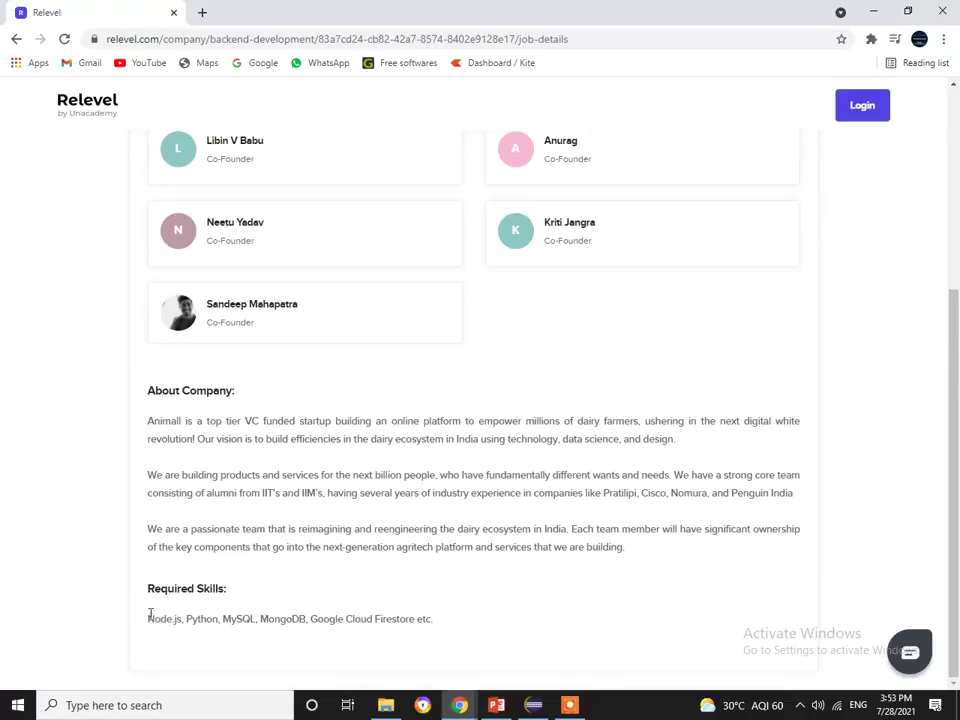 Relevel
relevel.com/company/backend-development/83a7cd24-cb82-42a7-8574-8402e9128e17/job-details
Apps
Gmail
YouTube
Maps
Google
WhatsApp
Free softwares
Dashboard / Kite
Reading list
Relevel
by Unacademy
Login
L
Libin V Babu
Co-Founder
A
Anurag
Co-Founder
N
Neetu Yadav
Co-Founder
K
Kriti Jangra
Co-Founder
Sandeep Mahapatra
Co-Founder
About Company:
Animall is a top tier VC funded startup building an online platform to empower millions of dairy farmers, ushering in the next digital white
revolution! Our vision is to build efficiencies in the dairy ecosystem in India using technology, data science, and design.
We are building products and services for the next billion people, who have fundamentally different wants and needs. We have a strong core team
consisting of alumni from IIT's and IIM's, having several years of industry experience in companies like Pratilipi, Cisco, Nomura, and Penguin India
We are a passionate team that is reimagining and reengineering the dairy ecosystem in India. Each team member will have significant ownership
of the key components that go into the next-generation agritech platform and services that we are building.
Required Skills:
Node.js, Python, MySQL, MongoDB, Google Cloud Firestore etc.
Activate Windows
Go to Settings to activate Windows
Type here to search
30°C AQI 60
ENG
3:53 PM
7/28/2021